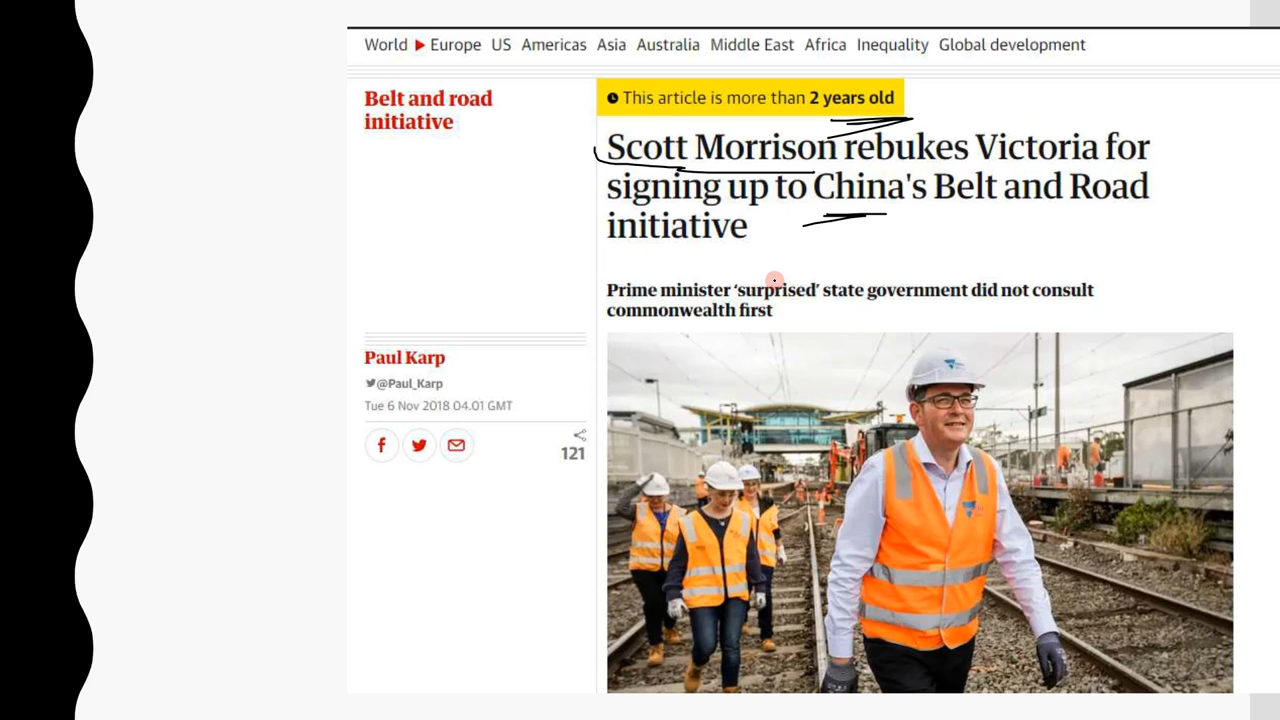 World Europe US Americas Asia Australia Middle East Africa Inequality Global development
Belt and road
initiative
This article is more than 2 years old
Scott Morrison rebukes Victoria for
signing up to China's Belt and Road
initiative
Prime minister ‘surprised’ state government did not consult
commonwealth first
Paul Karp
@Paul_Karp
Tue 6 Nov 2018 04.01 GMT
121